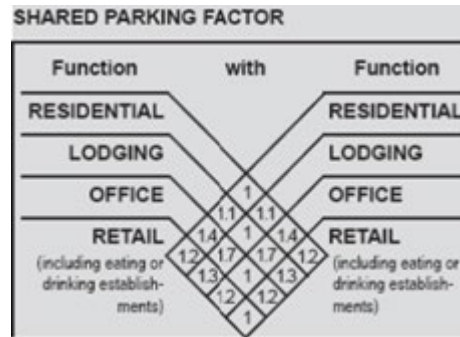 SHARED PARKING FACTOR
Function with Function
RESIDENTIAL RESIDENTIAL
LODGING LODGING
OFFICE OFFICE
RETAIL RETAIL
(including eating or (including eating or
drinking establish- drinking establish-
ments) ments)
1
1.1 1.1
1.4 1 1.4
1.2 1.7 1.7 1.2
1.3 1 1.3
1.2 1.2
1